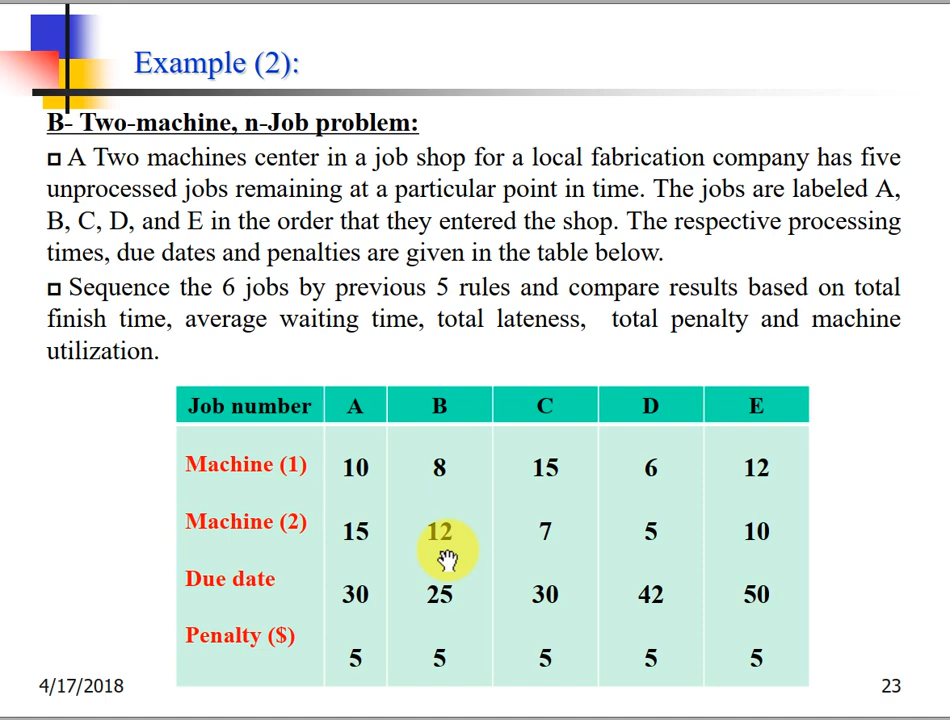 Example (2):
B- Two-machine, n-Job problem:
A Two machines center in a job shop for a local fabrication company has five
unprocessed jobs remaining at a particular point in time. The jobs are labeled A,
B, C, D, and E in the order that they entered the shop. The respective processing
times, due dates and penalties are given in the table below.
Sequence the 6 jobs by previous 5 rules and compare results based on total
finish time, average waiting time, total lateness, total penalty and machine
utilization.
Job number A B C D E
Machine (1) 10 8 15 6 12
Machine (2) 15 12 7 5 10
Due date 30 25 30 42 50
Penalty ($) 5 5 5 5 5
4/17/2018 23